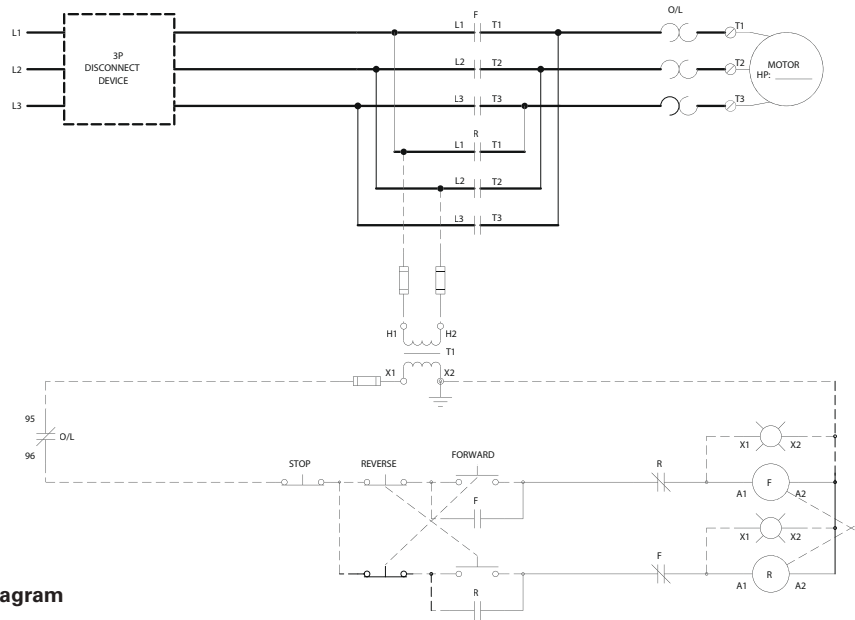 F
O/L
L1
L1
T1
T1
3P
DISCONNECT
DEVICE
L2
L2
T2
T2
MOTOR
HP:
L3
L3
T3
T3
R
L1
T1
L2
T2
L3
T3
H1
H2
T1
X1
X2
95
O/L
96
X1
X2
STOP
REVERSE
FORWARD
R
F
A1
A2
F
X1
X2
F
R
A1
A2
R
agram